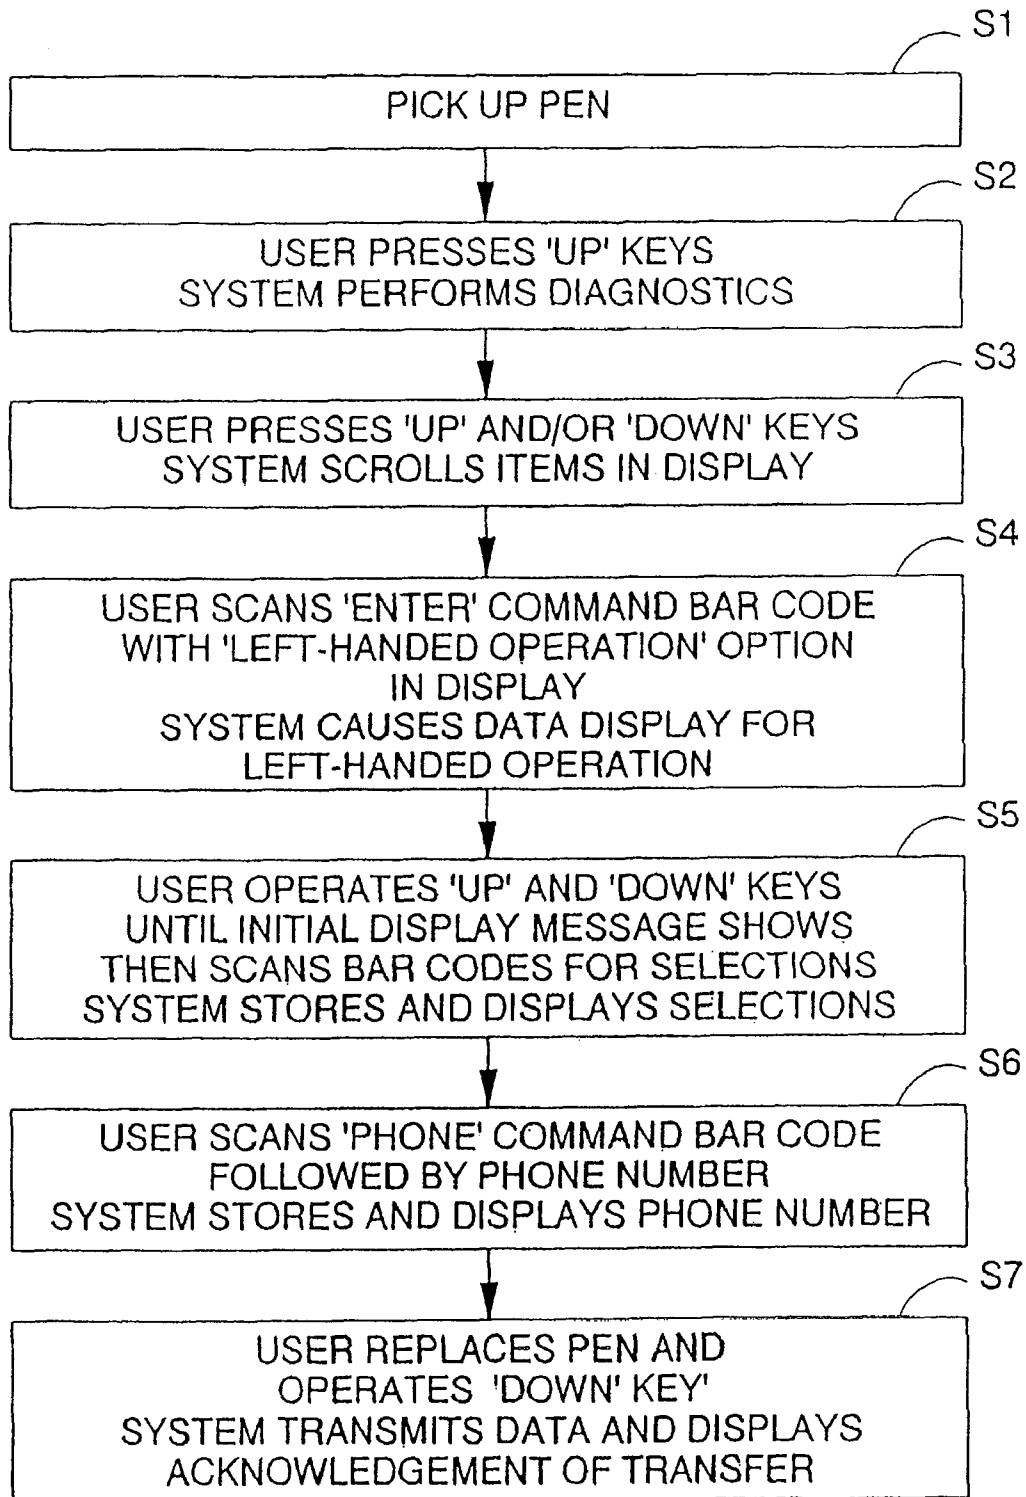 S1
PICK UP PEN
S2
USER PRESSES 'UP' KEYS
SYSTEM PERFORMS DIAGNOSTICS
S3
USER PRESSES 'UP' AND/OR 'DOWN' KEYS
SYSTEM SCROLLS ITEMS IN DISPLAY
S4
USER SCANS 'ENTER' COMMAND BAR CODE
WITH 'LEFT-HANDED OPERATION' OPTION
IN DISPLAY
SYSTEM CAUSES DATA DISPLAY FOR
LEFT-HANDED OPERATION
S5
USER OPERATES 'UP' AND 'DOWN' KEYS
UNTIL INITIAL DISPLAY MESSAGE SHOWS
THEN SCANS BAR CODES FOR SELECTIONS
SYSTEM STORES AND DISPLAYS SELECTIONS
S6
USER SCANS 'PHONE' COMMAND BAR CODE
FOLLOWED BY PHONE NUMBER
SYSTEM STORES AND DISPLAYS PHONE NUMBER
S7
USER REPLACES PEN AND
OPERATES 'DOWN' KEY'
SYSTEM TRANSMITS DATA AND DISPLAYS
ACKNOWLEDGEMENT OF TRANSFER